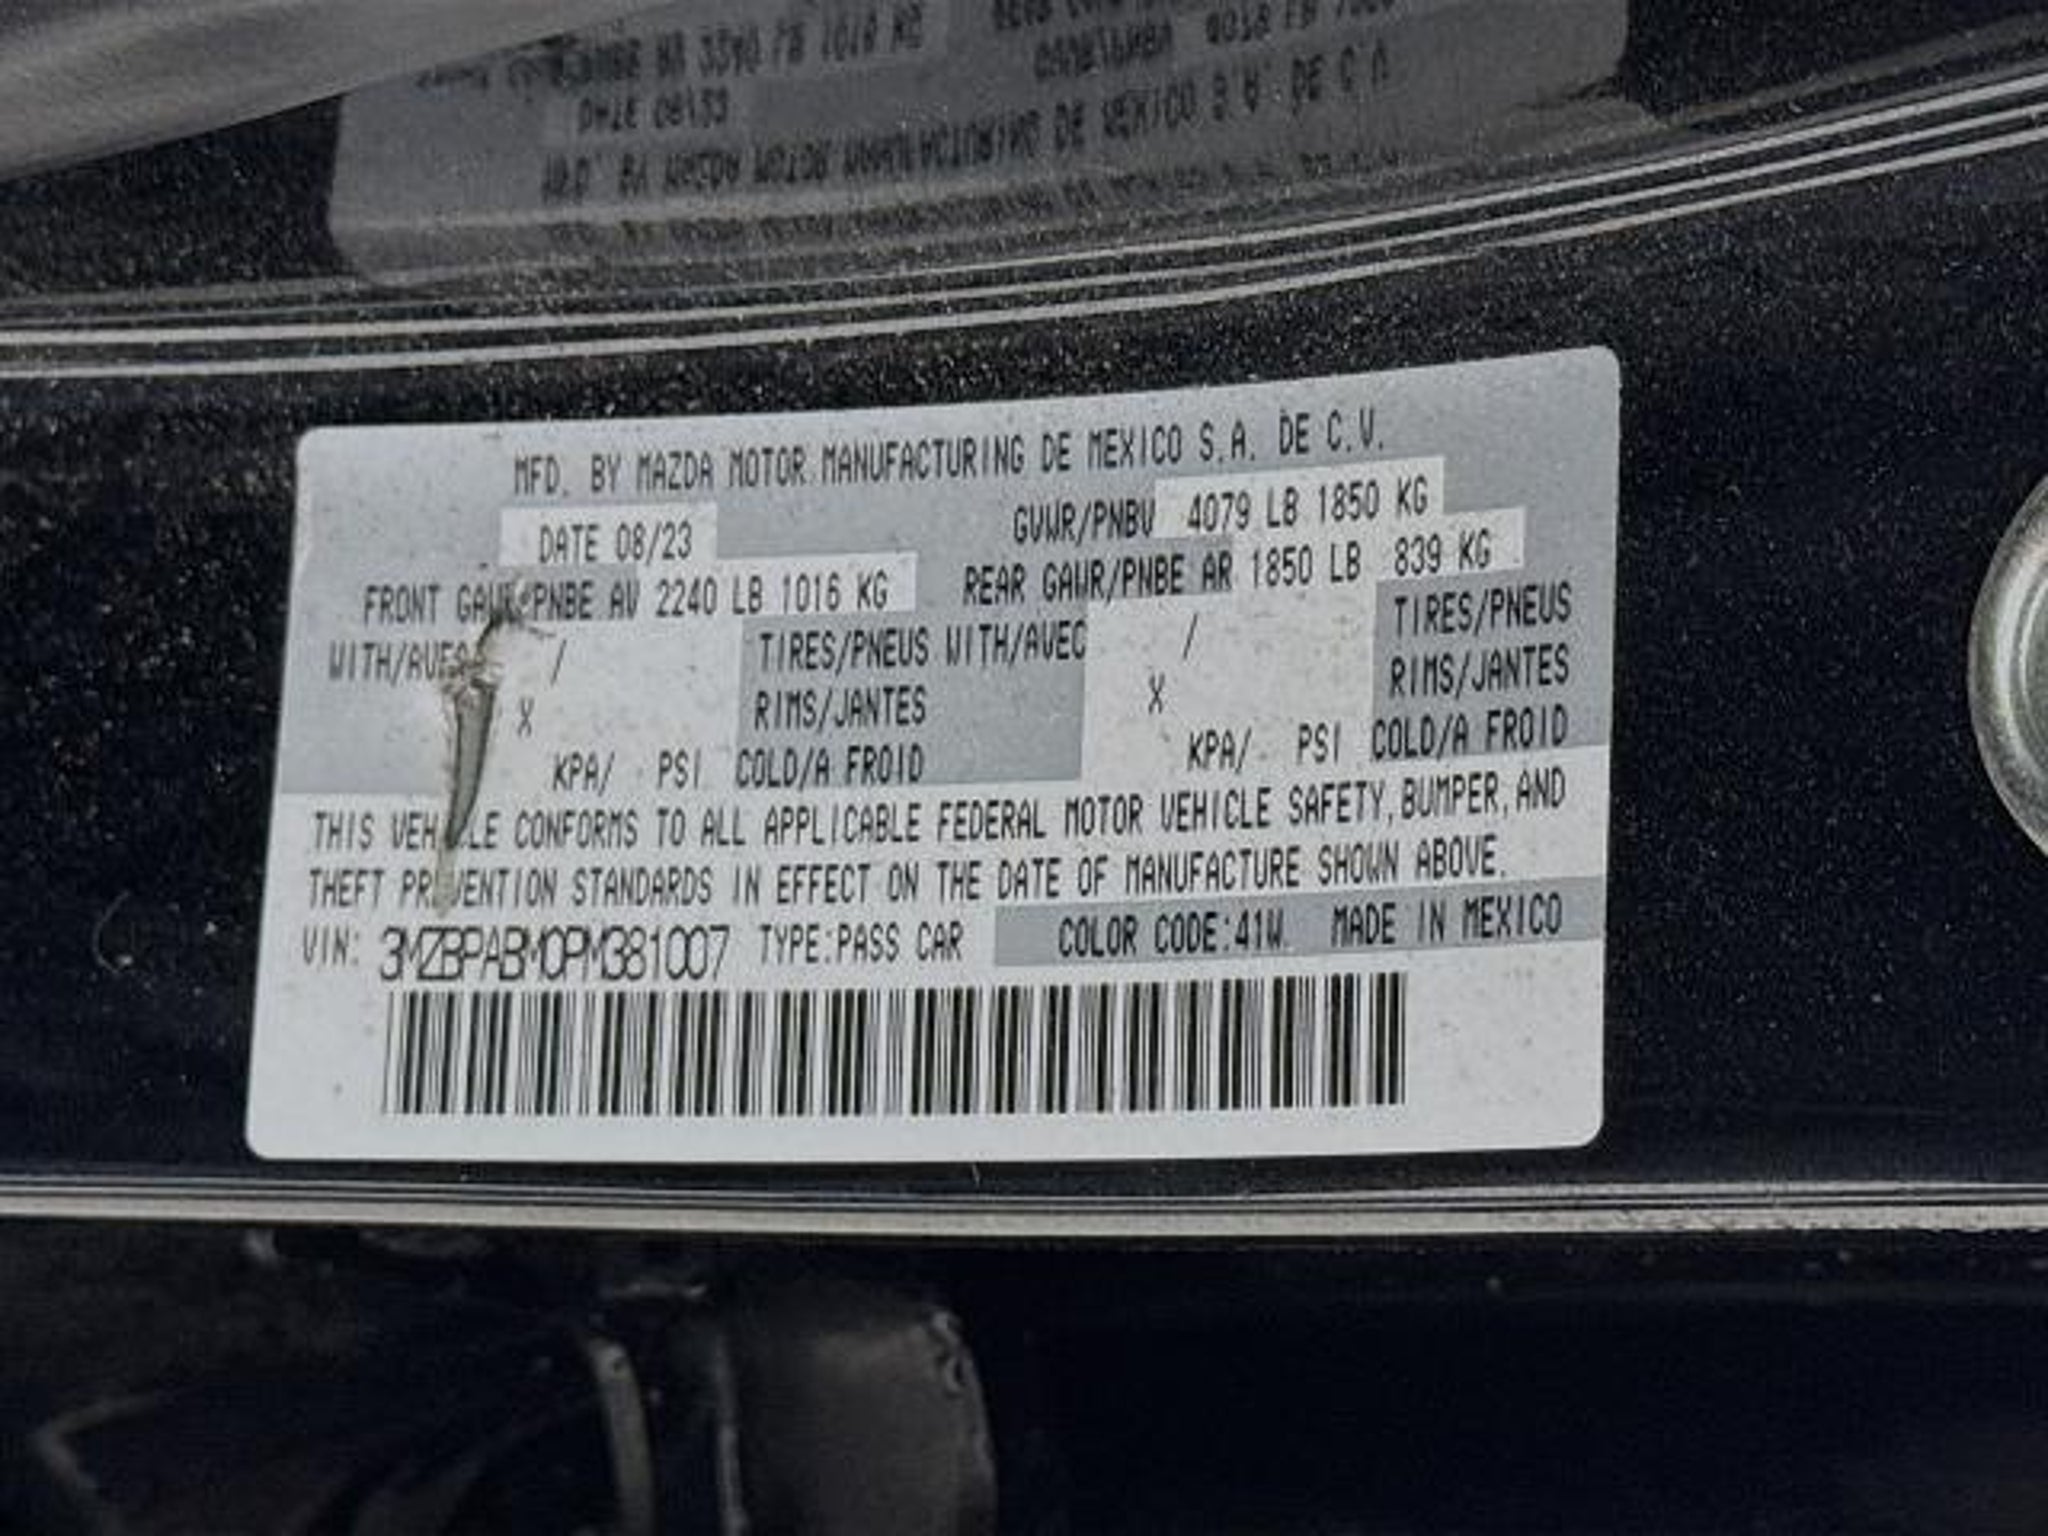 MFD. BY MAZDA MOTOR MANUFACTURING DE MEXICO S.A. DE C.V.
DATE 08/23 GVWR/PNBV 4079 LB 1850 KG
FRONT GAWR/PNBE AV 2240 LB 1016 KG REAR GAWR/PNBE AR 1850 LB 839 KG
WITH/AVEC / TIRES/PNEUS WITH/AVEC / TIRES/PNEUS
X RIMS/JANTES X RIMS/JANTES
KPA/ PSI COLD/A FROID KPA/ PSI COLD/A FROID
THIS VEHICLE CONFORMS TO ALL APPLICABLE FEDERAL MOTOR VEHICLE SAFETY, BUMPER, AND
THEFT PREVENTION STANDARDS IN EFFECT ON THE DATE OF MANUFACTURE SHOWN ABOVE.
VIN: 3MZBPABM0PM381007 TYPE:PASS CAR COLOR CODE:41W MADE IN MEXICO